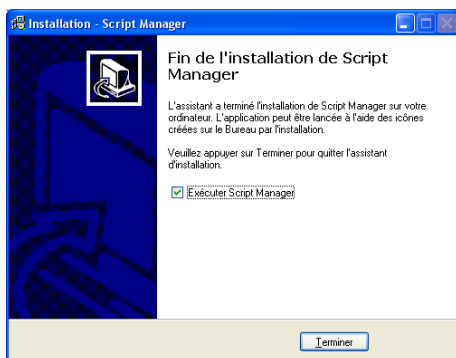 Installation - Script Manager
Fin de l'installation de Script
Manager
L'assistant a terminé l'installation de Script Manager sur votre
ordinateur. L'application peut être lancée à l'aide des icônes
créées sur le Bureau par l'installation.
Veuillez appuyer sur Terminer pour quitter l'assistant
d'installation.
Exécuter Script Manager
Terminer